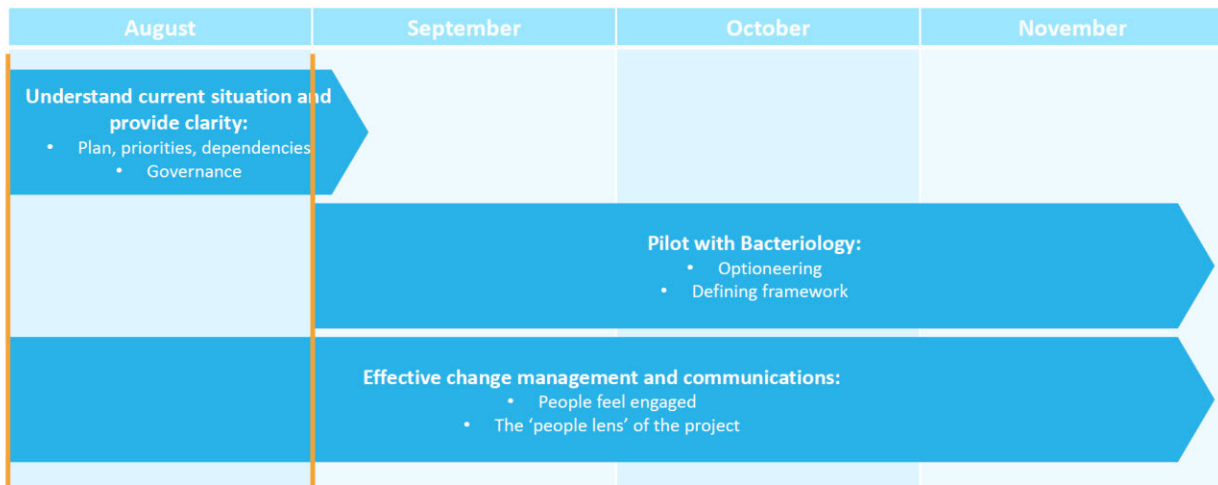 August
September
October
November
Understand current situation and
provide clarity:
• Plan, priorities, dependencies
• Governance
Pilot with Bacteriology:
• Optioneering
• Defining framework
Effective change management and communications:
• People feel engaged
• The ‘people lens’ of the project